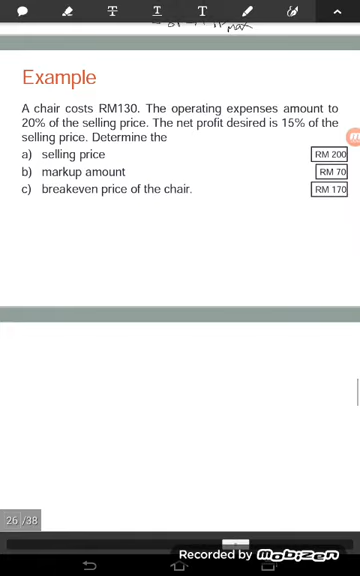 MAX
Example
A chair costs RM130. The operating expenses amount to
20% of the selling price. The net profit desired is 15% of the
selling price. Determine the
a) selling price RM 200
b) markup amount RM 70
c) breakeven price of the chair. RM 170
26 /38
Recorded by Mobizen